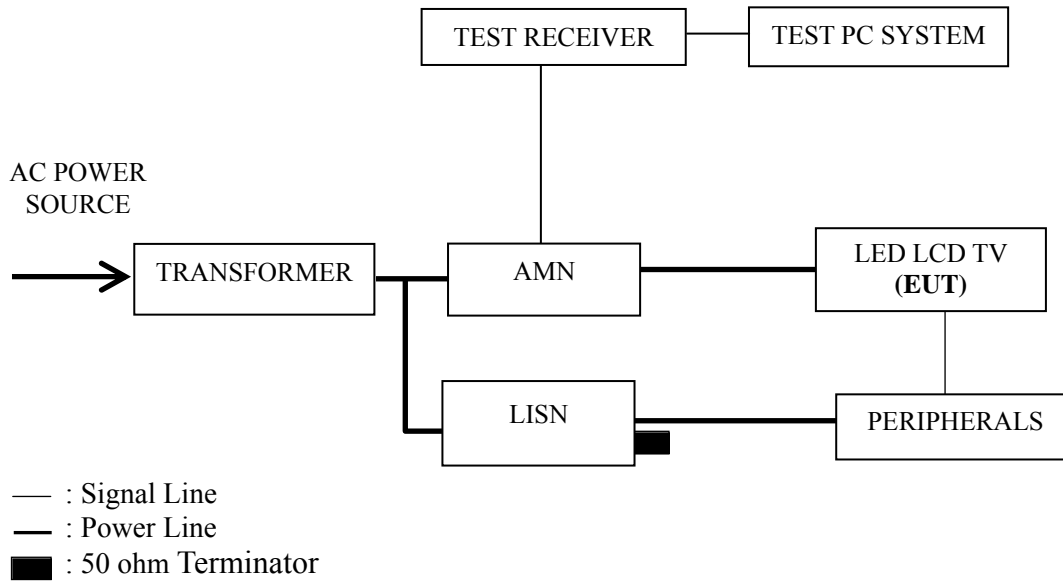 TEST RECEIVER
TEST PC SYSTEM
AC POWER
SOURCE
TRANSFORMER
AMN
LED LCD TV
(EUT)
LISN
PERIPHERALS
: Signal Line
: Power Line
: 50 ohm Terminator